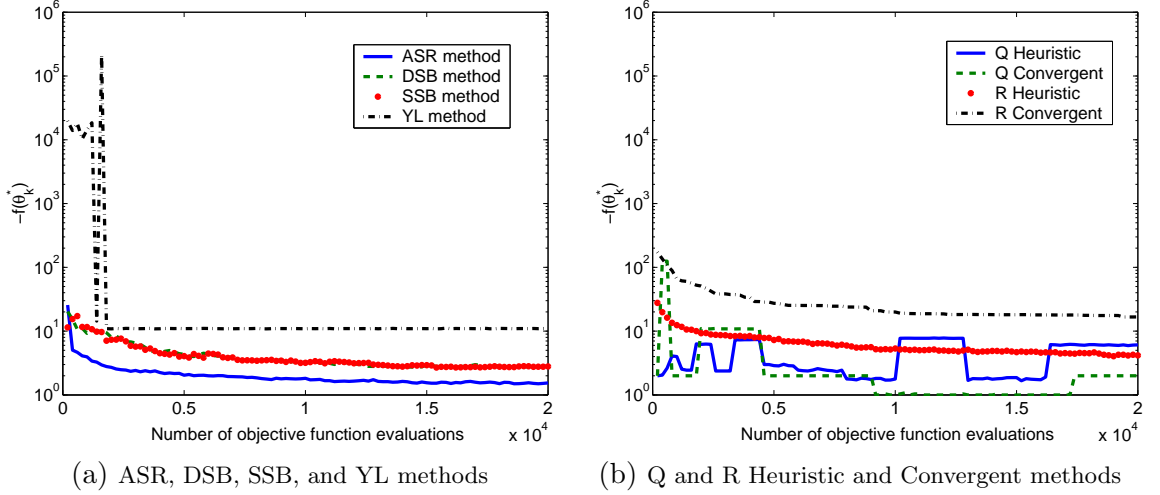 10^6
10^5
10^4
10^3
10^2
10^1
10^0
−f(θ*_k)
ASR method
DSB method
SSB method
YL method
0
0.5
1
1.5
2
x 10^4
Number of objective function evaluations
(a) ASR, DSB, SSB, and YL methods
10^6
10^5
10^4
10^3
10^2
10^1
10^0
−f(θ*_k)
Q Heuristic
Q Convergent
R Heuristic
R Convergent
0
0.5
1
1.5
2
x 10^4
Number of objective function evaluations
(b) Q and R Heuristic and Convergent methods